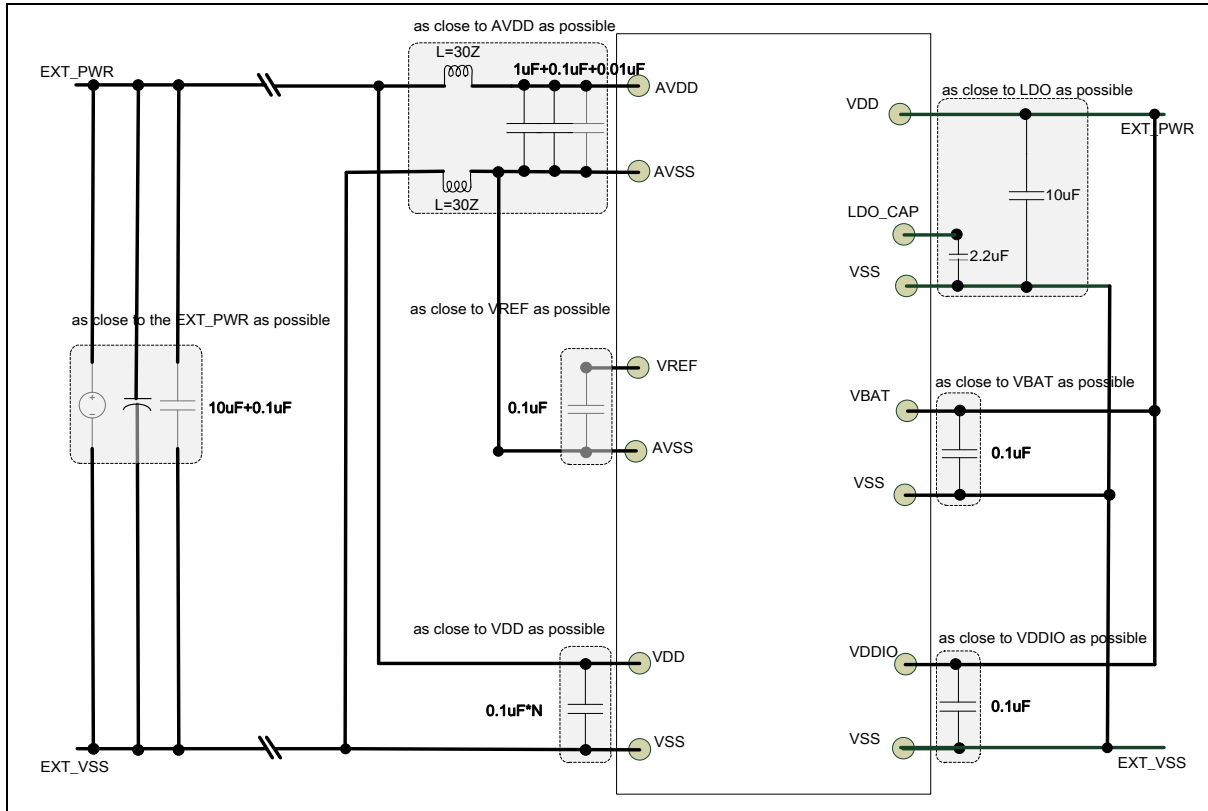 as close to AVDD as possible
L=30Z
EXT_PWR
1uF+0.1uF+0.01uF
AVDD
AVSS
L=30Z
as close to VREF as possible
VREF
0.1uF
AVSS
as close to the EXT_PWR as possible
10uF+0.1uF
as close to VDD as possible
VDD
0.1uF*N
VSS
EXT_VSS
as close to LDO as possible
VDD
EXT_PWR
10uF
LDO_CAP
2.2uF
VSS
as close to VBAT as possible
VBAT
0.1uF
VSS
as close to VDDIO as possible
VDDIO
0.1uF
VSS
EXT_VSS